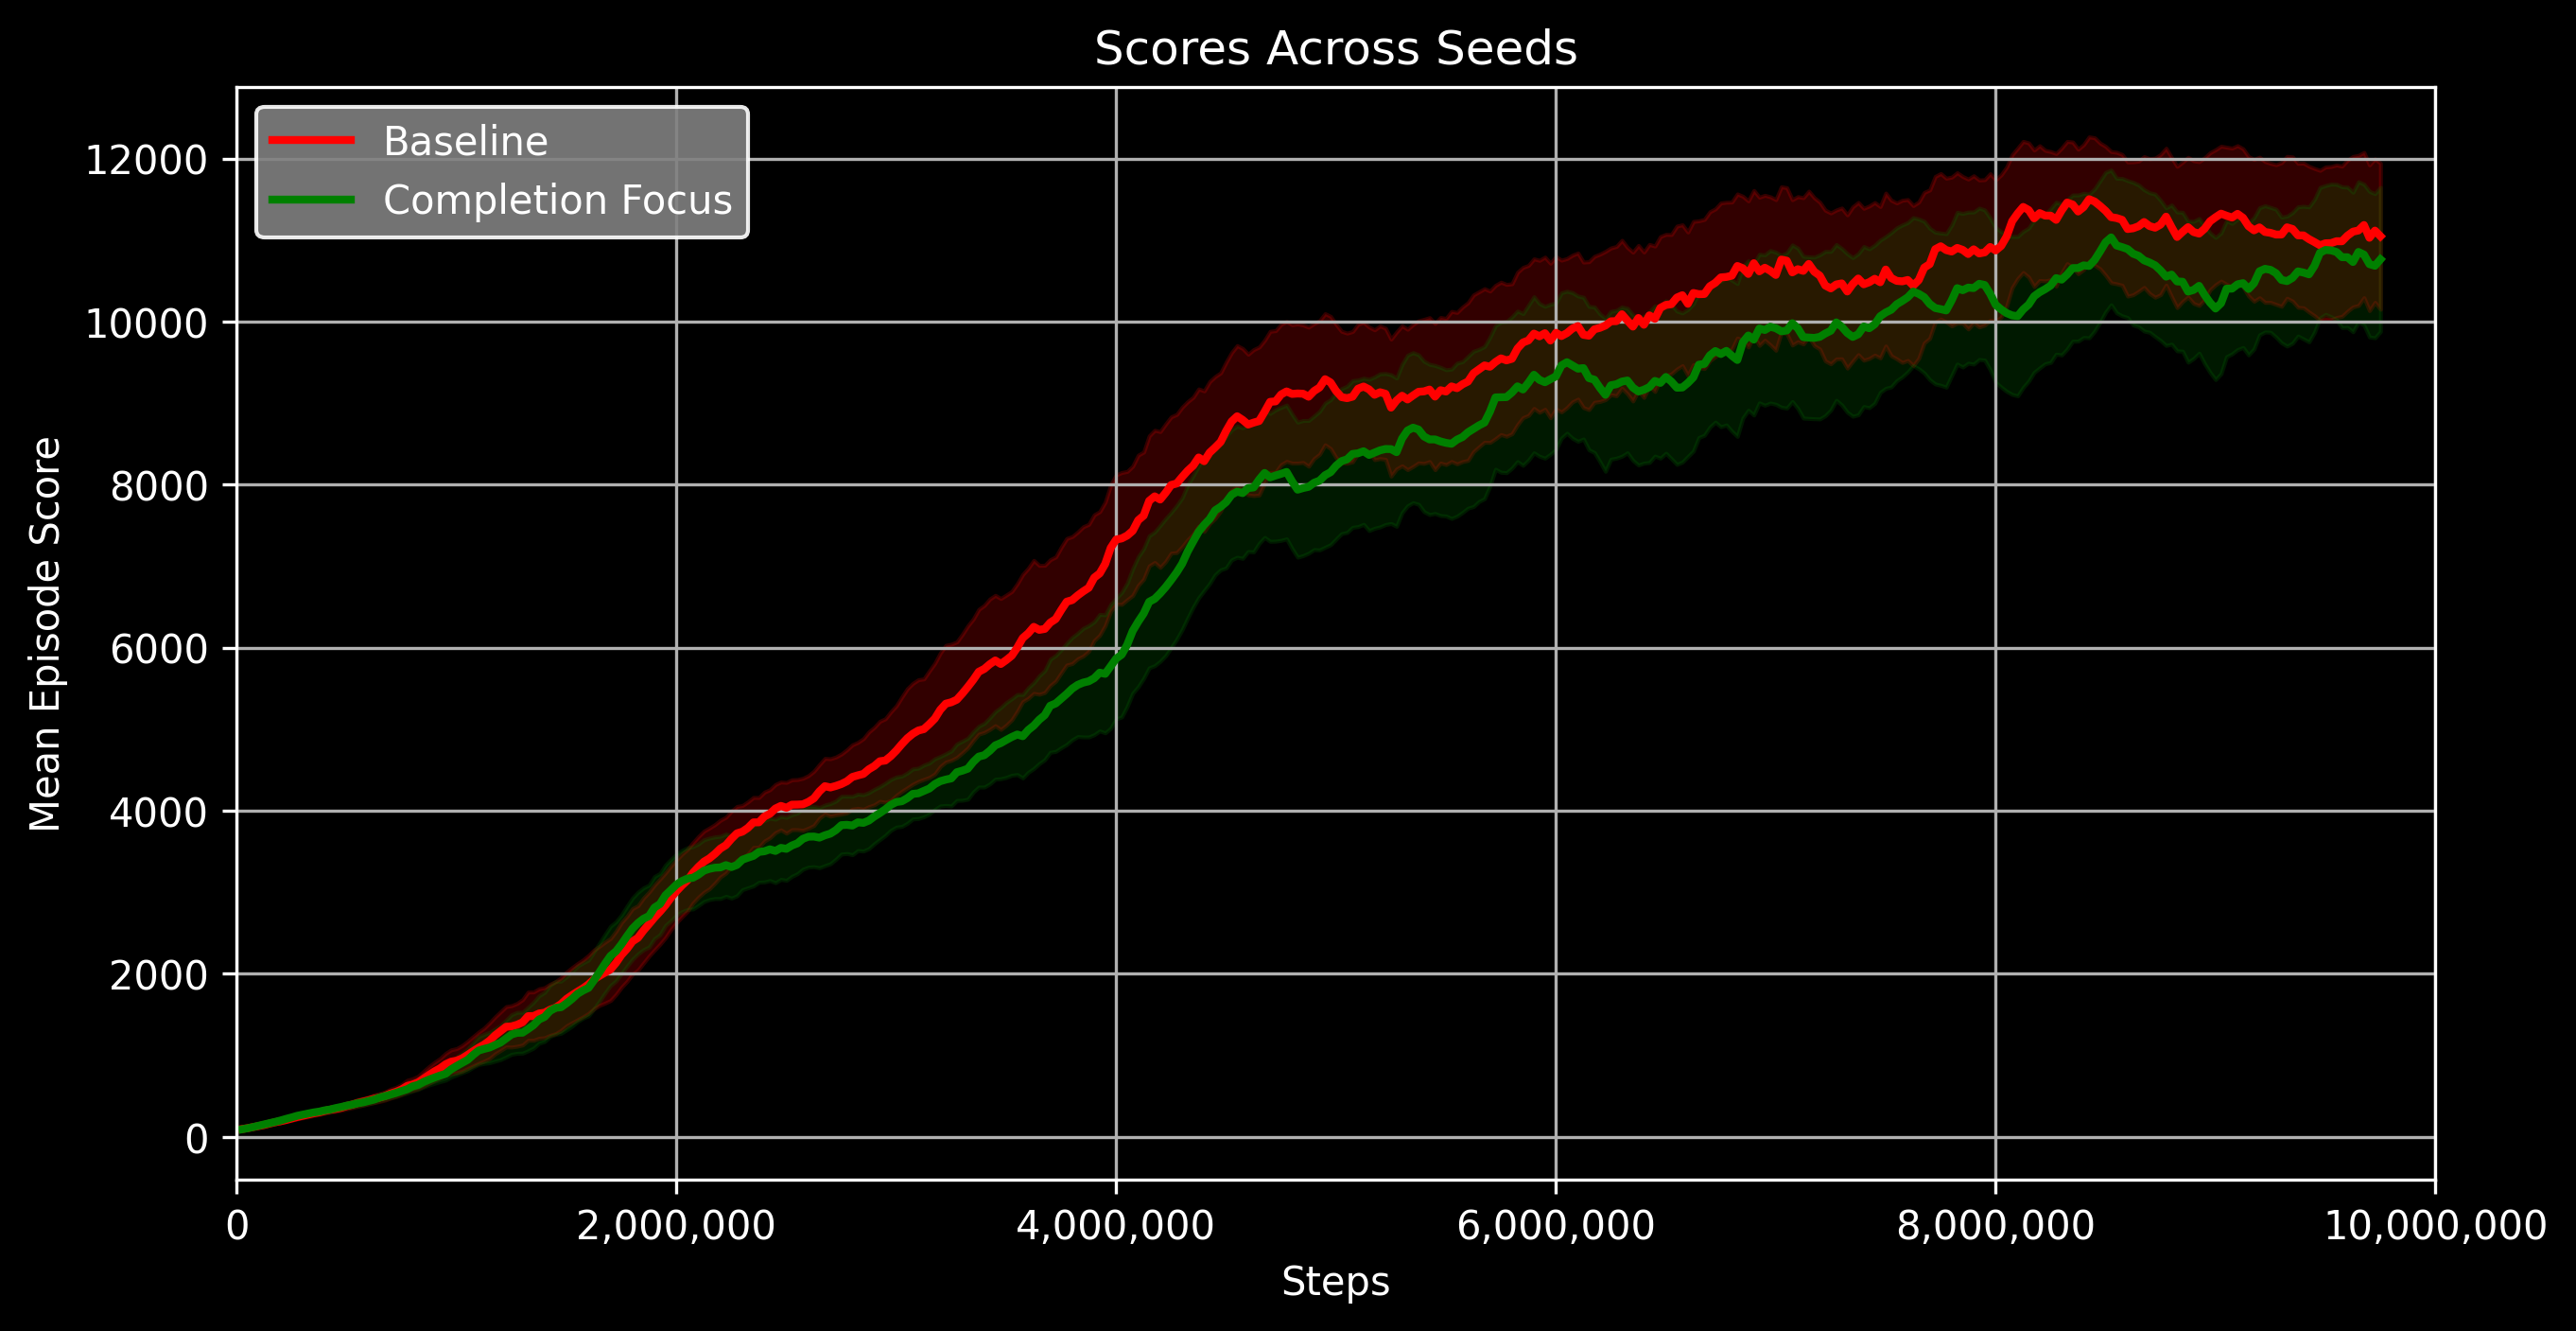 Scores Across Seeds
Baseline
Completion Focus
12000
10000
8000
6000
4000
2000
0
Mean Episode Score
0
2,000,000
4,000,000
6,000,000
8,000,000
10,000,000
Steps